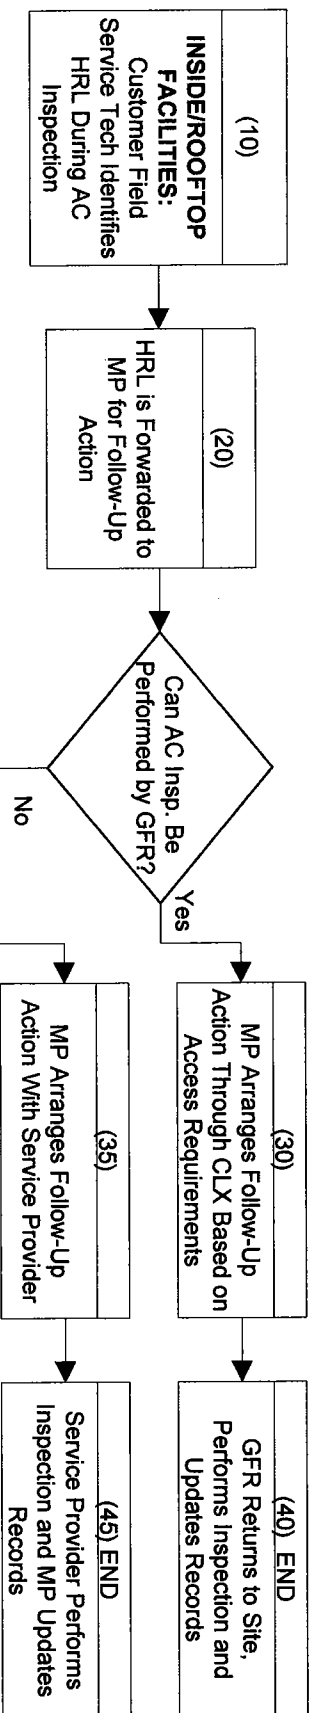 (10)
INSIDE/ROOFTOP
FACILITIES:
Customer Field
Service Tech Identifies
HRL During AC
Inspection
(20)
HRL is Forwarded to
MP for Follow-Up
Action
Can AC Insp. Be
Performed by GFR?
Yes
No
(30)
MP Arranges Follow-Up
Action Through CLX Based on
Access Requirements
(40) END
GFR Returns to Site,
Performs Inspection and
Updates Records
(35)
MP Arranges Follow-Up
Action With Service Provider
(45) END
Service Provider Performs
Inspection and MP Updates
Records